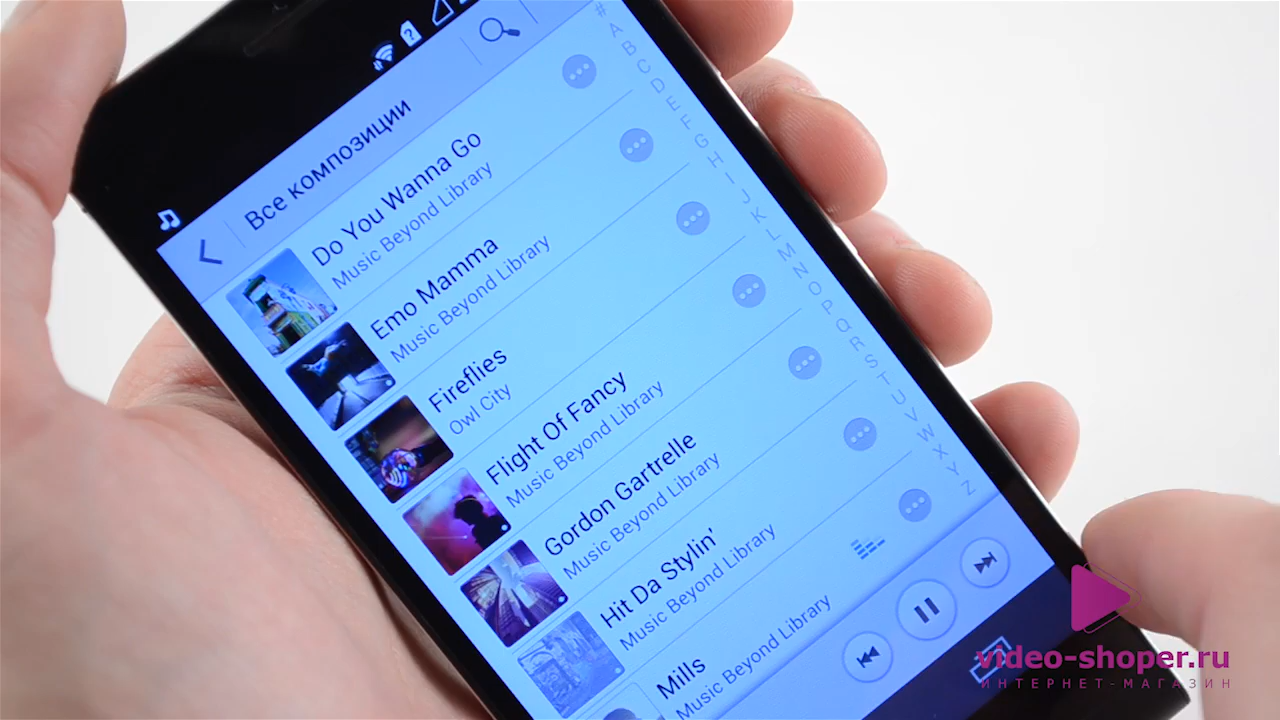 Все композиции
Do You Wanna Go
Music Beyond Library
Emo Mamma
Music Beyond Library
Fireflies
Owl City
Flight Of Fancy
Music Beyond Library
Gordon Gartrelle
Music Beyond Library
Hit Da Stylin'
Music Beyond Library
Mills
Music Beyond Library
#
A
B
C
D
E
F
G
H
I
J
K
L
M
N
O
P
Q
R
S
T
U
V
W
X
Y
Z
video-shoper.ru
ИНТЕРНЕТ-МАГАЗИН